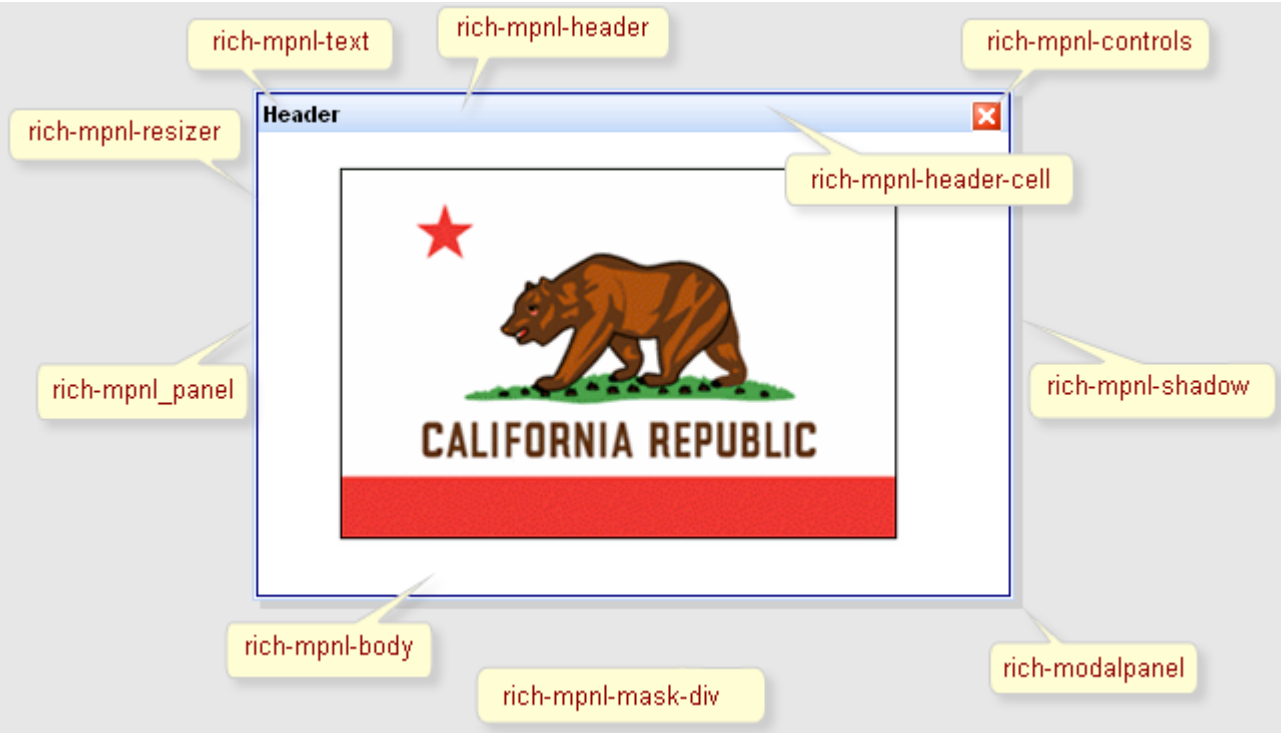 rich-mpnl-text
rich-mpnl-header
rich-mpnl-controls
Header
rich-mpnl-resizer
rich-mpnl-header-cell
rich-mpnl_panel
rich-mpnl-shadow
CALIFORNIA REPUBLIC
rich-mpnl-body
rich-modalpanel
rich-mpnl-mask-div